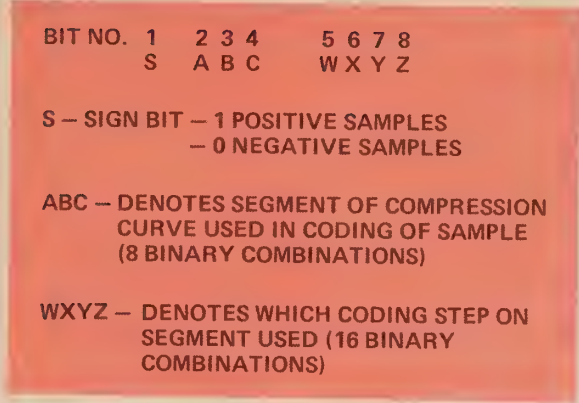 BIT NO. 1 2 3 4 5 6 7 8
S A B C W X Y Z
S — SIGN BIT — 1 POSITIVE SAMPLES
— 0 NEGATIVE SAMPLES
ABC — DENOTES SEGMENT OF COMPRESSION
CURVE USED IN CODING OF SAMPLE
(8 BINARY COMBINATIONS)
WXYZ — DENOTES WHICH CODING STEP ON
SEGMENT USED (16 BINARY
COMBINATIONS)